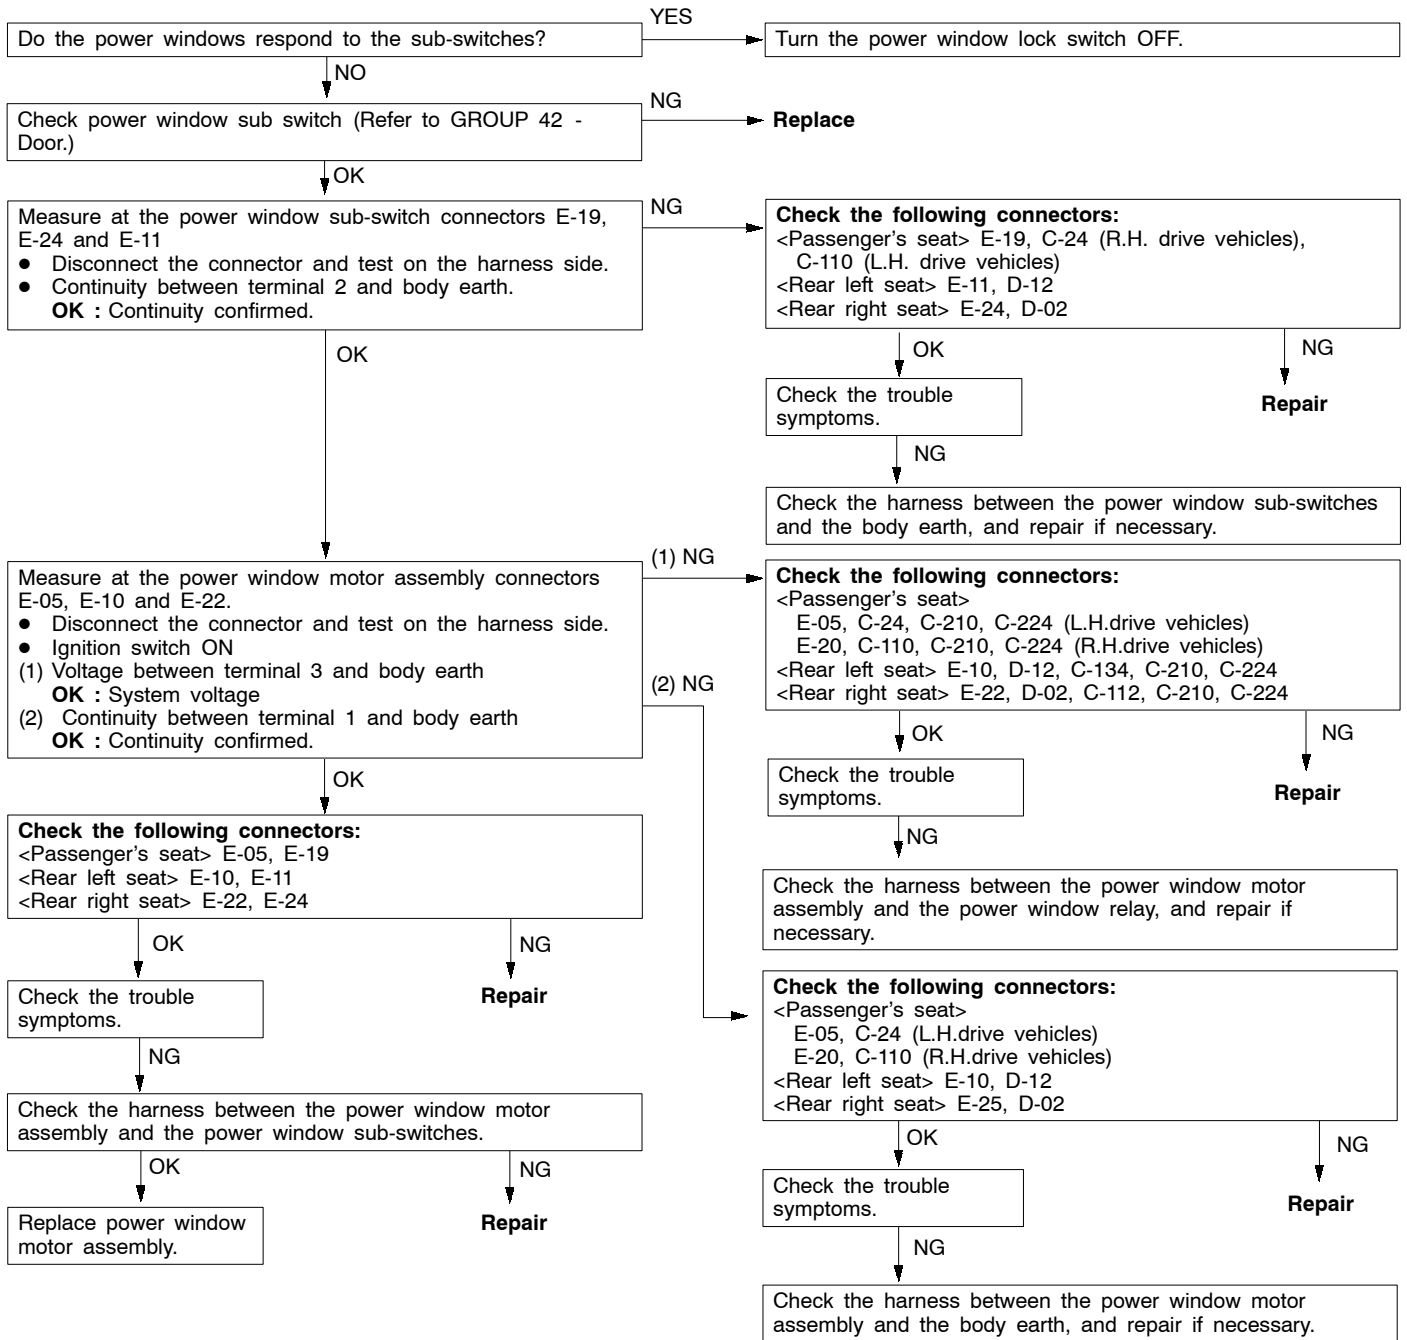 Do the power windows respond to the sub-switches?
YES
Turn the power window lock switch OFF.
NO
Check power window sub switch (Refer to GROUP 42 -
Door.)
NG
Replace
OK
Measure at the power window sub-switch connectors E-19,
E-24 and E-11
● Disconnect the connector and test on the harness side.
● Continuity between terminal 2 and body earth.
OK : Continuity confirmed.
NG
Check the following connectors:
<Passenger's seat> E-19, C-24 (R.H. drive vehicles),
C-110 (L.H. drive vehicles)
<Rear left seat> E-11, D-12
<Rear right seat> E-24, D-02
OK
NG
Check the trouble
symptoms.
Repair
NG
Check the harness between the power window sub-switches
and the body earth, and repair if necessary.
OK
Measure at the power window motor assembly connectors
E-05, E-10 and E-22.
● Disconnect the connector and test on the harness side.
● Ignition switch ON
(1) Voltage between terminal 3 and body earth
OK : System voltage
(2) Continuity between terminal 1 and body earth
OK : Continuity confirmed.
(1) NG
Check the following connectors:
<Passenger's seat>
E-05, C-24, C-210, C-224 (L.H.drive vehicles)
E-20, C-110, C-210, C-224 (R.H.drive vehicles)
<Rear left seat> E-10, D-12, C-134, C-210, C-224
<Rear right seat> E-22, D-02, C-112, C-210, C-224
OK
NG
Check the trouble
symptoms.
Repair
NG
Check the harness between the power window motor
assembly and the power window relay, and repair if
necessary.
(2) NG
Check the following connectors:
<Passenger's seat>
E-05, C-24 (L.H.drive vehicles)
E-20, C-110 (R.H.drive vehicles)
<Rear left seat> E-10, D-12
<Rear right seat> E-25, D-02
OK
NG
Check the trouble
symptoms.
Repair
NG
Check the harness between the power window motor
assembly and the body earth, and repair if necessary.
OK
Check the following connectors:
<Passenger's seat> E-05, E-19
<Rear left seat> E-10, E-11
<Rear right seat> E-22, E-24
OK
NG
Check the trouble
symptoms.
Repair
NG
Check the harness between the power window motor
assembly and the power window sub-switches.
OK
NG
Replace power window
motor assembly.
Repair